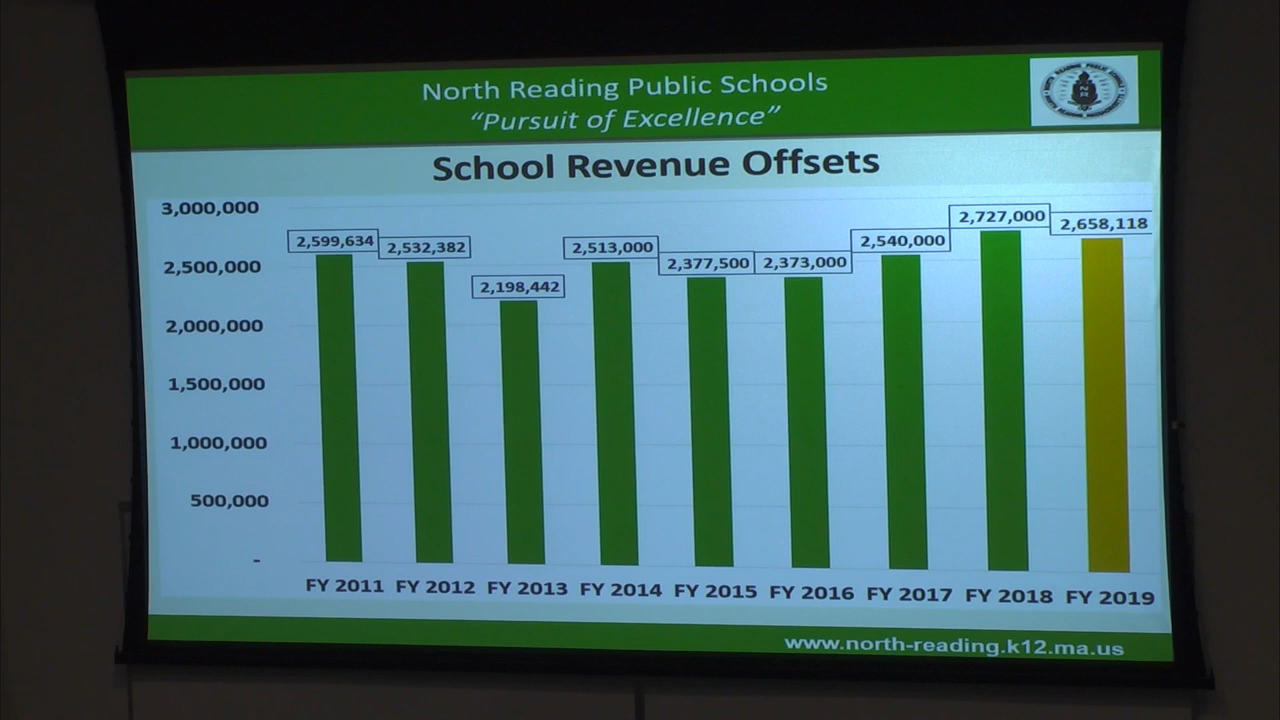 North Reading Public Schools
“Pursuit of Excellence”
NORTH READING PUBLIC
NR
School Revenue Offsets
3,000,000
2,500,000
2,000,000
1,500,000
1,000,000
500,000
-
2,599,634
2,532,382
2,198,442
2,513,000
2,377,500
2,373,000
2,540,000
2,727,000
2,658,118
FY 2011 FY 2012 FY 2013 FY 2014 FY 2015 FY 2016 FY 2017 FY 2018 FY 2019
www.north-reading.k12.ma.us